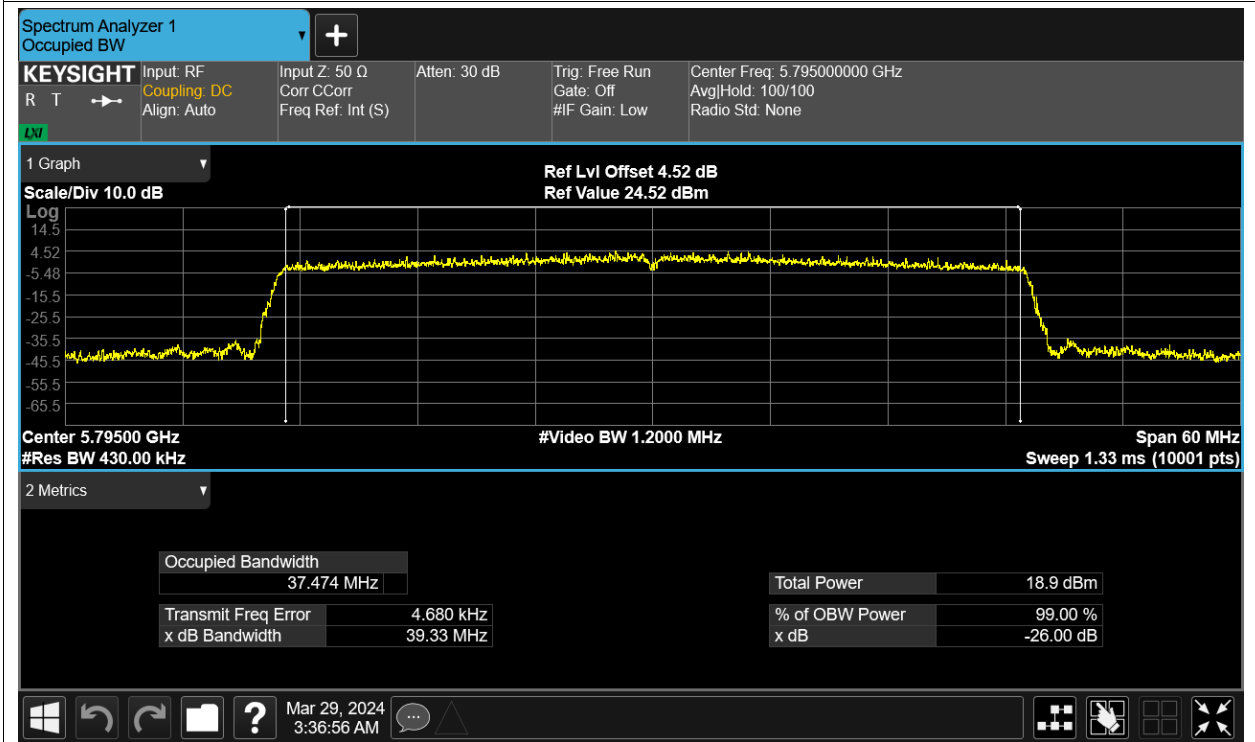 Spectrum Analyzer 1
Occupied BW
KEYSIGHT
R T
LXI
Input: RF
Coupling: DC
Align: Auto
Input Z: 50 Ω
Corr CCorr
Freq Ref: Int (S)
Atten: 30 dB
Trig: Free Run
Gate: Off
#IF Gain: Low
Center Freq: 5.795000000 GHz
Avg|Hold: 100/100
Radio Std: None
1 Graph
Scale/Div 10.0 dB
Ref Lvl Offset 4.52 dB
Ref Value 24.52 dBm
Log
14.5
4.52
-5.48
-15.5
-25.5
-35.5
-45.5
-55.5
-65.5
Center 5.79500 GHz
#Res BW 430.00 kHz
#Video BW 1.2000 MHz
Span 60 MHz
Sweep 1.33 ms (10001 pts)
2 Metrics
Occupied Bandwidth
37.474 MHz
Transmit Freq Error 4.680 kHz
x dB Bandwidth 39.33 MHz
Total Power 18.9 dBm
% of OBW Power 99.00 %
x dB -26.00 dB
?
Mar 29, 2024
3:36:56 AM